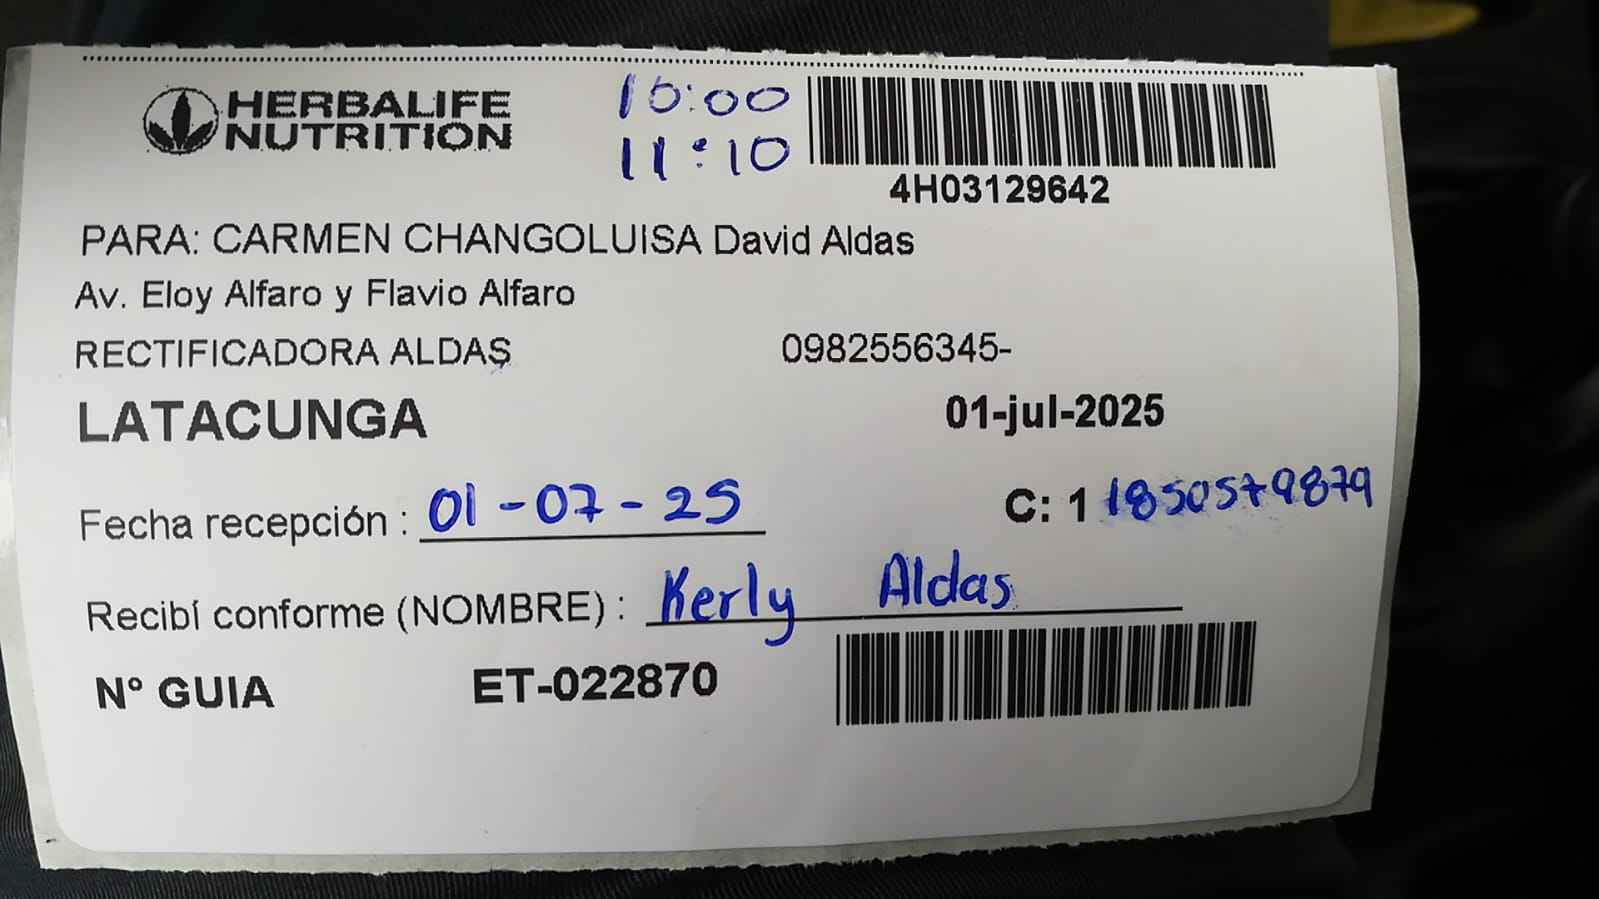 HERBALIFE
NUTRITION
10:00
11:10
4H03129642
PARA: CARMEN CHANGOLUISA David Aldas
Av. Eloy Alfaro y Flavio Alfaro
RECTIFICADORA ALDAS 0982556345-
LATACUNGA 01-jul-2025
Fecha recepción : 01-07-25 C: 1 1850579879
Recibí conforme (NOMBRE) : Kerly Aldas
Nº GUIA ET-022870